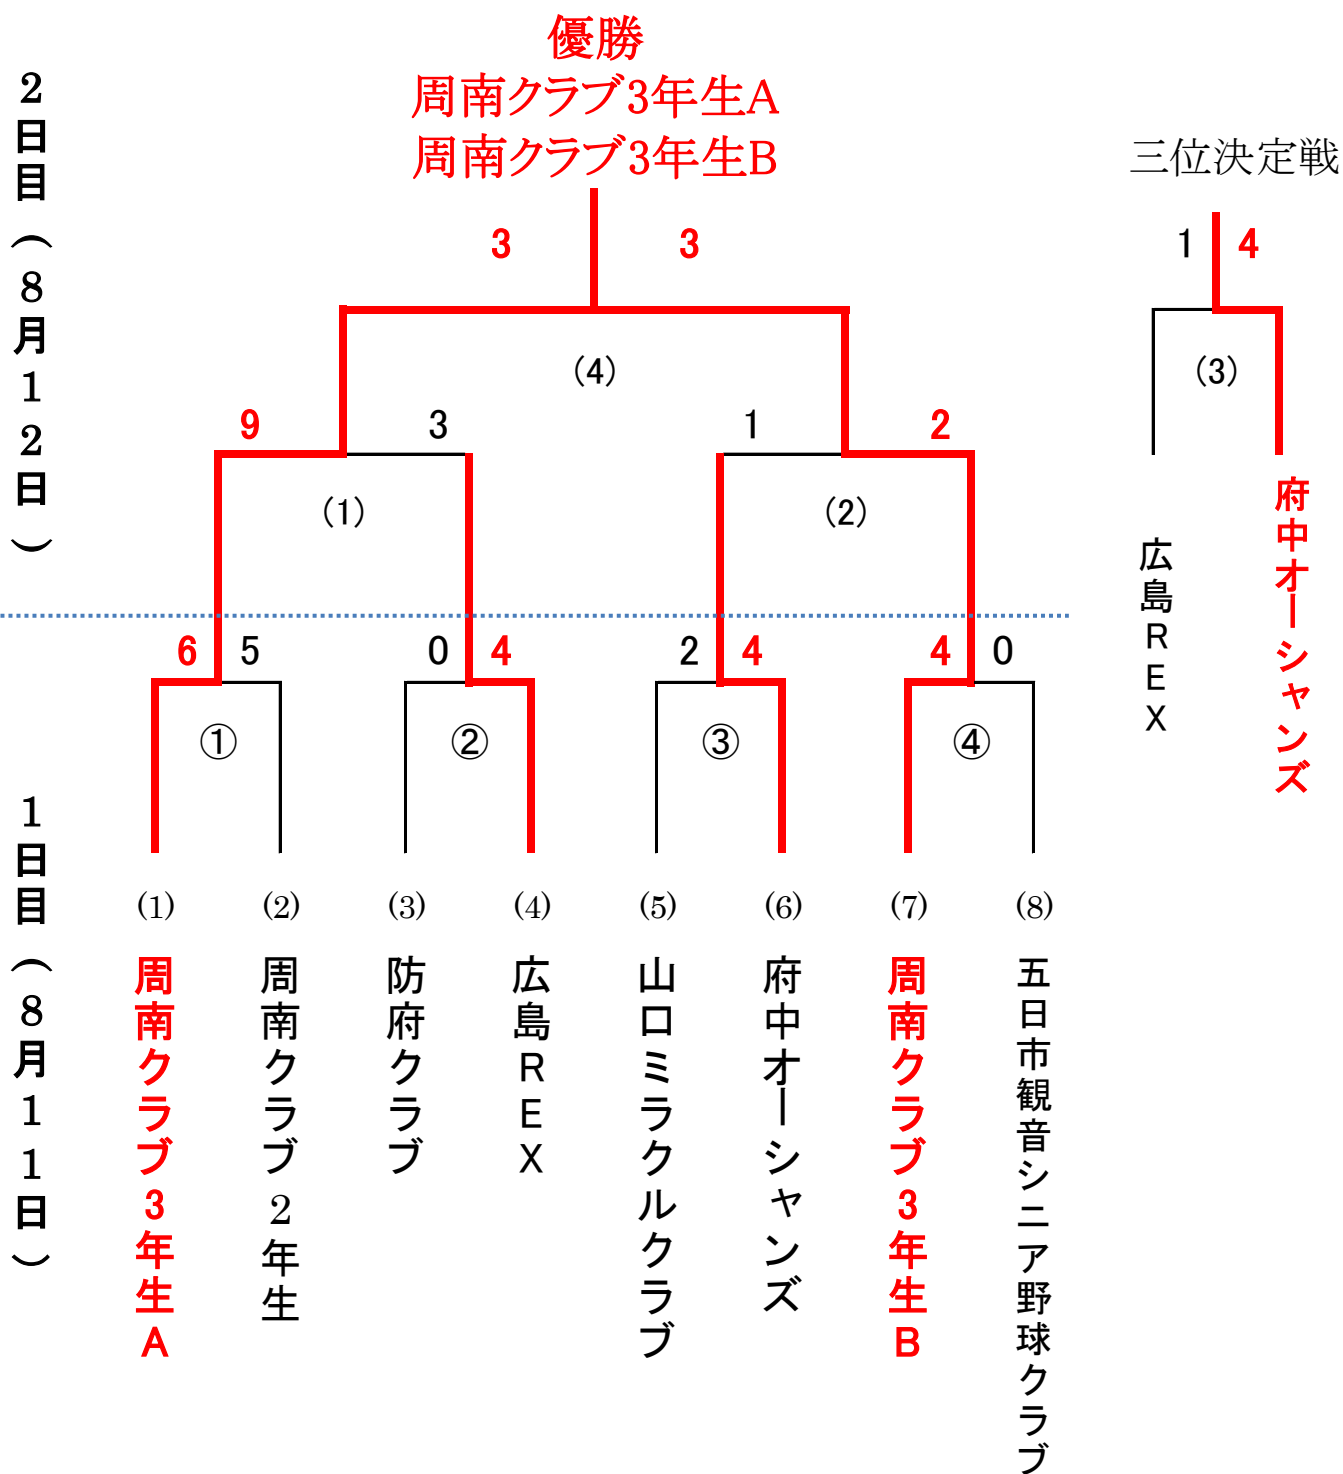 優勝
周南クラブ3年生A
周南クラブ3年生B
三位決定戦
2日目(8月12日)
3 3
1 4
(4)
(3)
9 3 1 2
(1) (2)
広島REX
府中オーシャンズ
6 5 0 4 2 4 4 0
① ② ③ ④
1日目(8月11日)
(1) (2) (3) (4) (5) (6) (7) (8)
周南クラブ3年生A
周南クラブ2年生
防府クラブ
広島REX
山口ミラクルクラブ
府中オーシャンズ
周南クラブ3年生B
五日市観音シニア野球クラブ